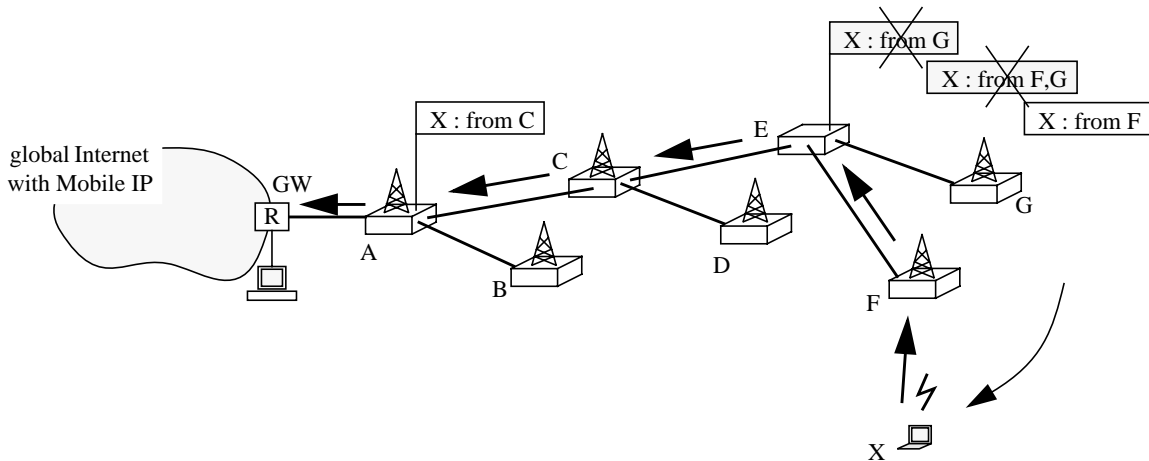 X : from G
X : from F,G
X : from F
X : from C
E
C
global Internet
with Mobile IP
GW
R
A
B
D
G
F
X